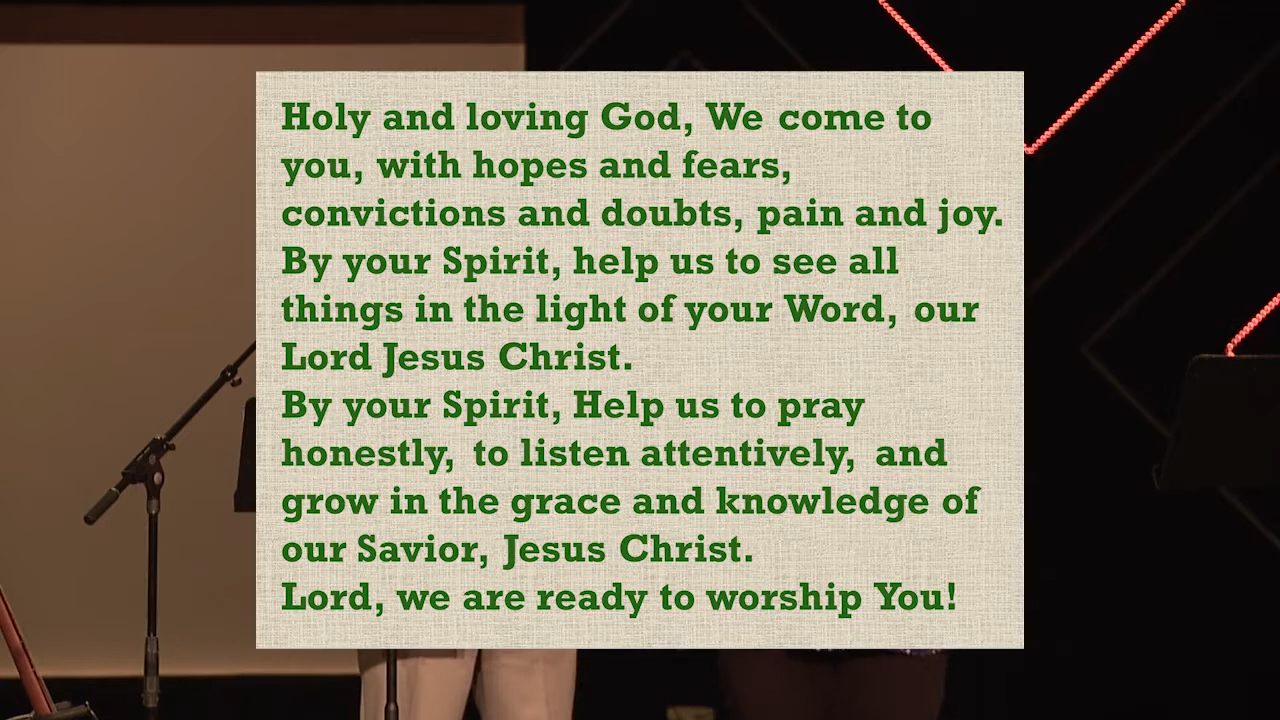 Holy and loving God, We come to
you, with hopes and fears,
convictions and doubts, pain and joy.
By your Spirit, help us to see all
things in the light of your Word, our
Lord Jesus Christ.
By your Spirit, Help us to pray
honestly, to listen attentively, and
grow in the grace and knowledge of
our Savior, Jesus Christ.
Lord, we are ready to worship You!